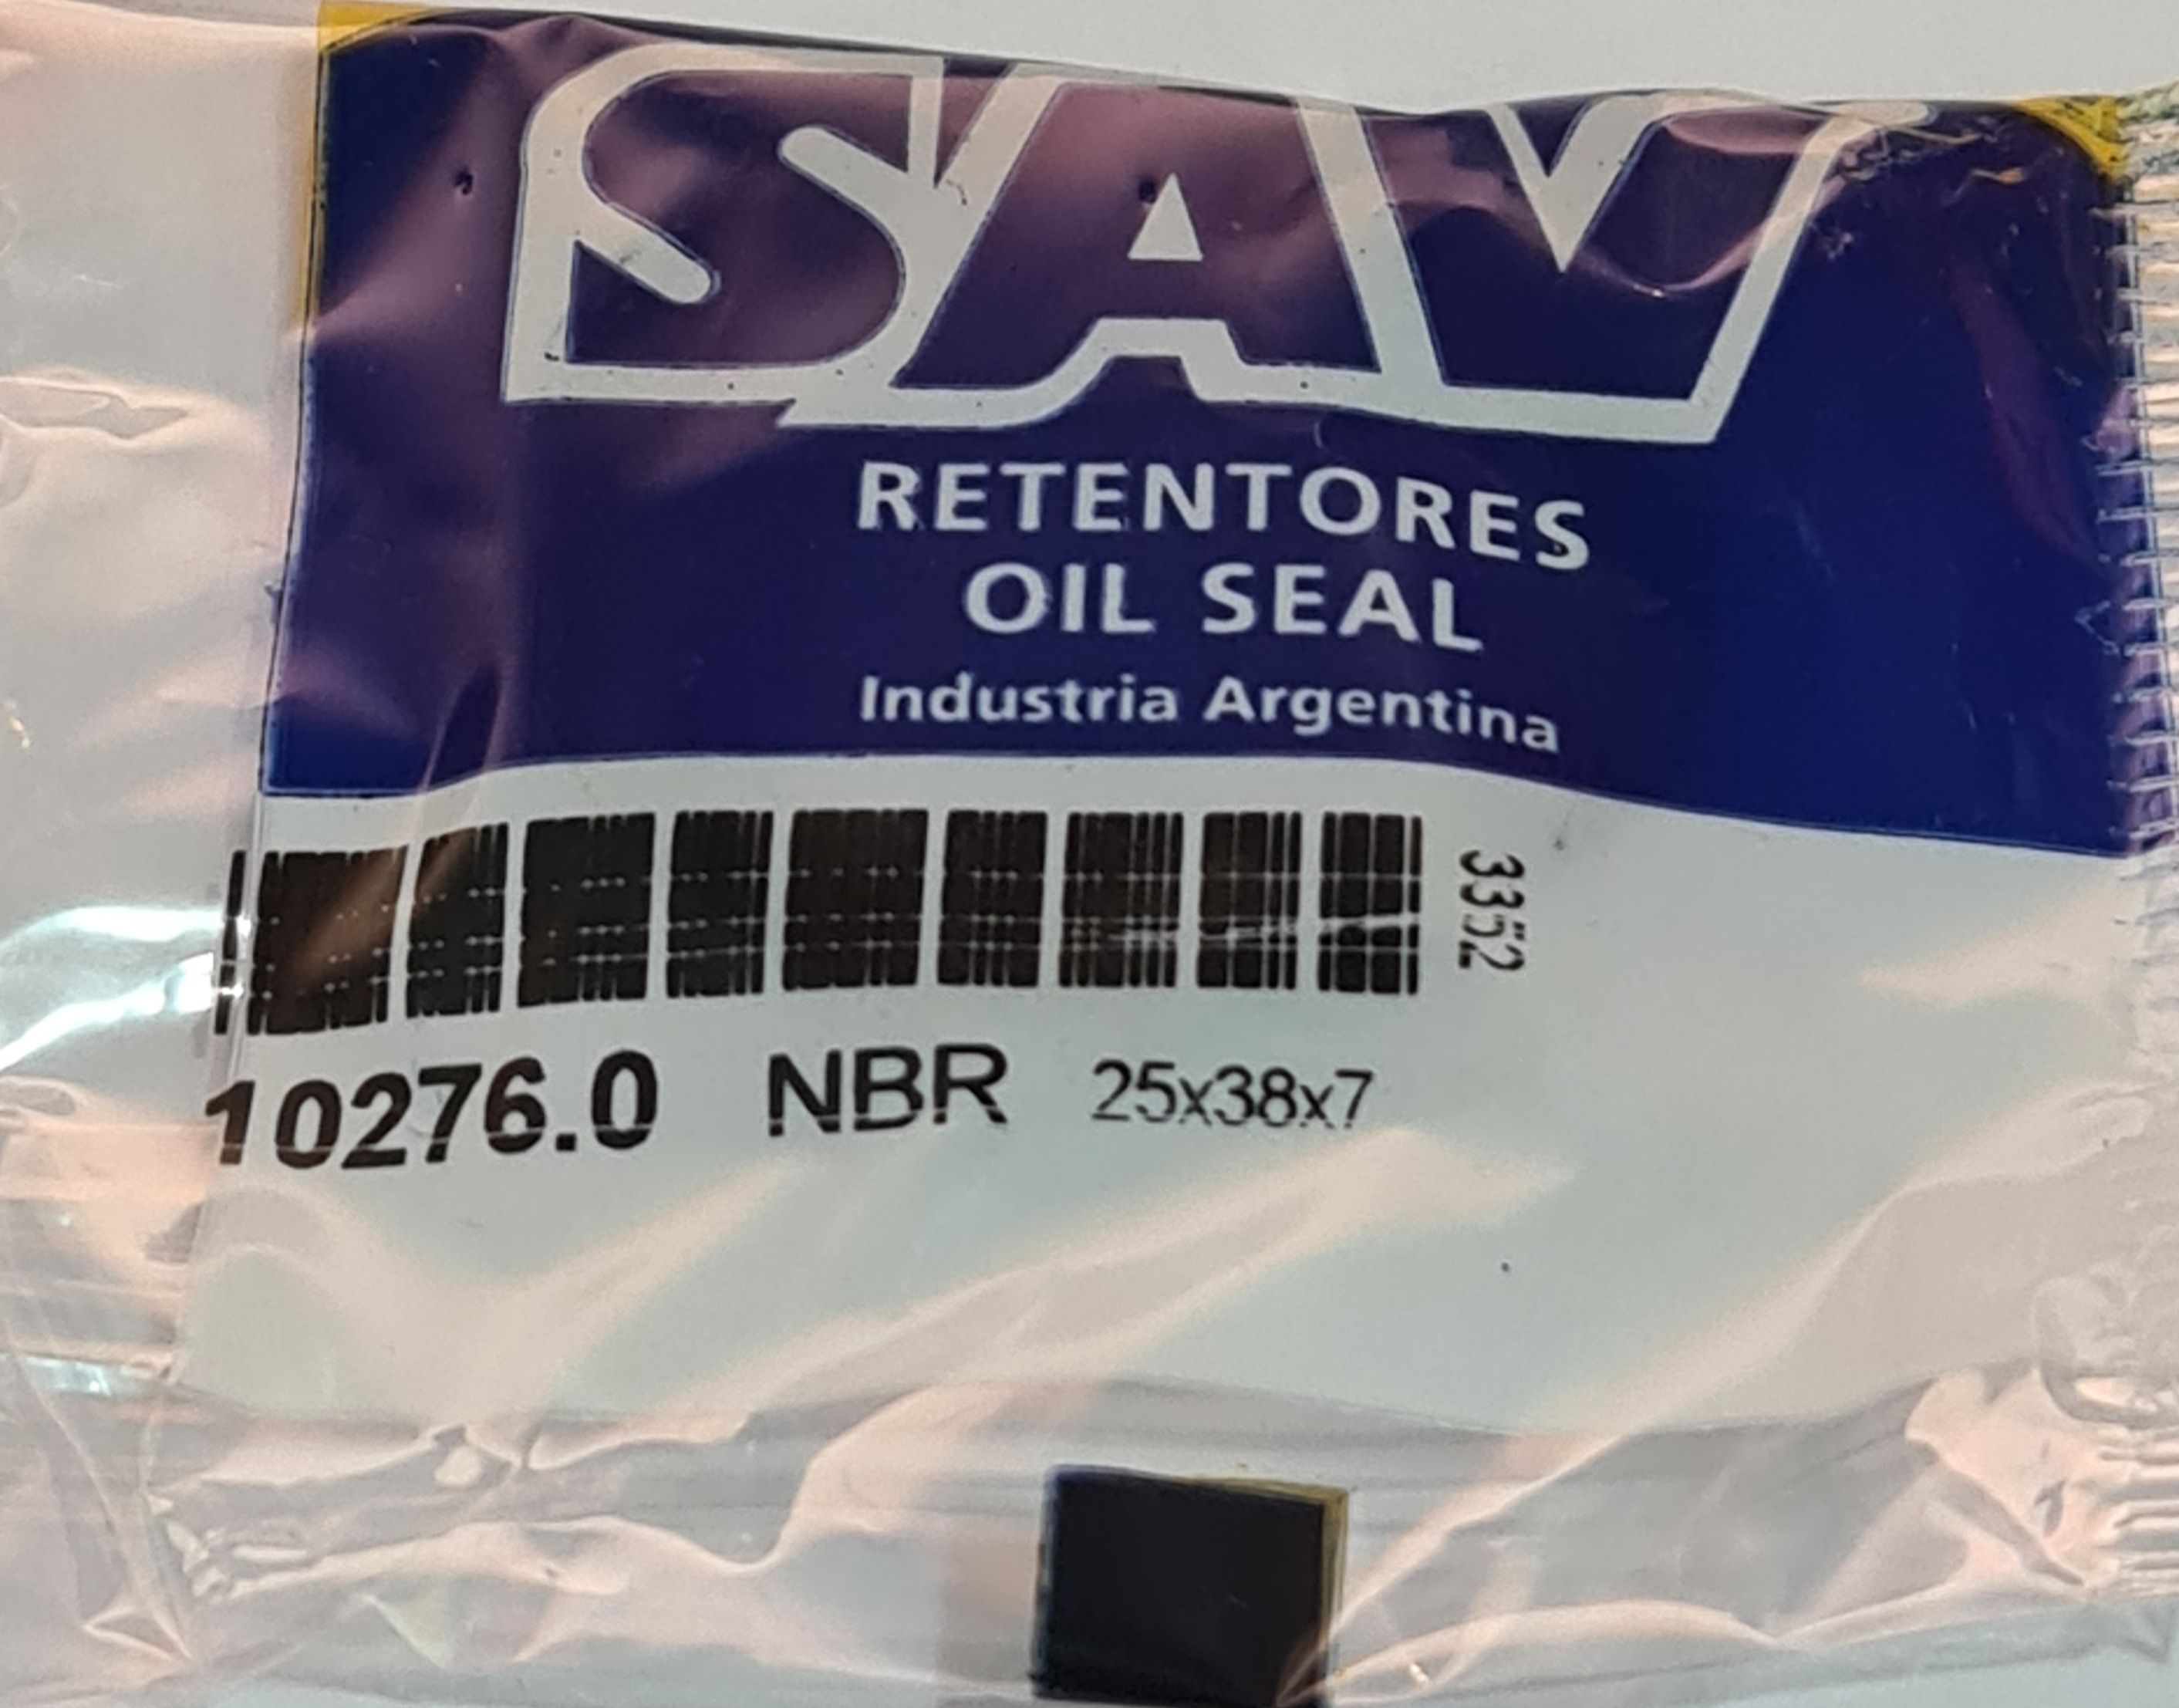 SAV
RETENTORES
OIL SEAL
Industria Argentina
3352
10276.0 NBR 25x38x7